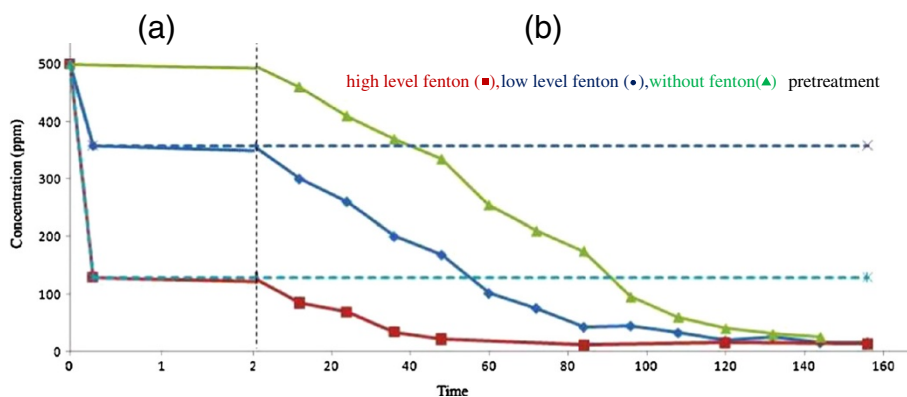 (a) (b)
500
high level fenton (■),low level fenton (•),without fenton(▲) pretreatment
400
300
200
100
0
Concentration (ppm)
0 1 2 20 40 60 80 100 120 140 160
Time